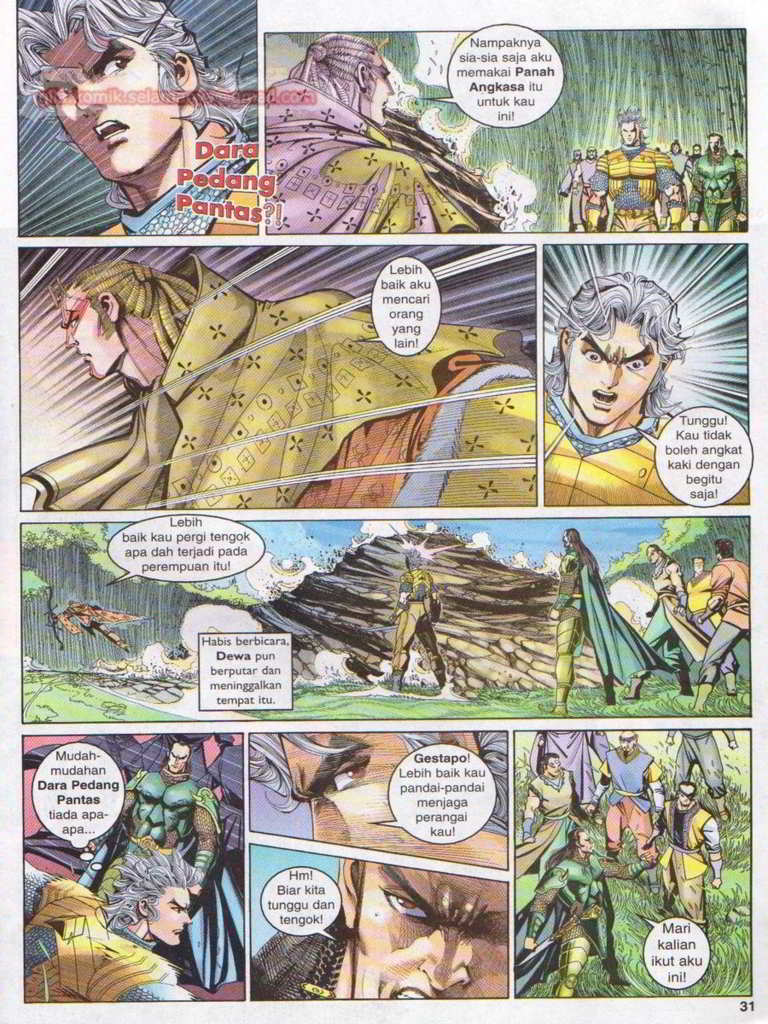 Dara
Pedang
Pantas?!
Nampaknya
sia-sia saja aku
memakai Panah
Angkasa itu
untuk kau
ini!
Lebih
baik aku
mencari
orang
yang
lain!
Tunggu!
Kau tidak
boleh angkat
kaki dengan
begitu
saja!
Lebih
baik kau pergi tengok
apa dah terjadi pada
perempuan itu!
Habis berbicara,
Dewa pun
berputar dan
meninggalkan
tempat itu.
Mudah-
mudahan
Dara Pedang
Pantas
tiada apa-
apa...
Gestapo!
Lebih baik kau
pandai-pandai
menjaga
perangai
kau!
Hm!
Biar kita
tunggu dan
tengok!
Mari
kalian
ikut aku
ini!
31